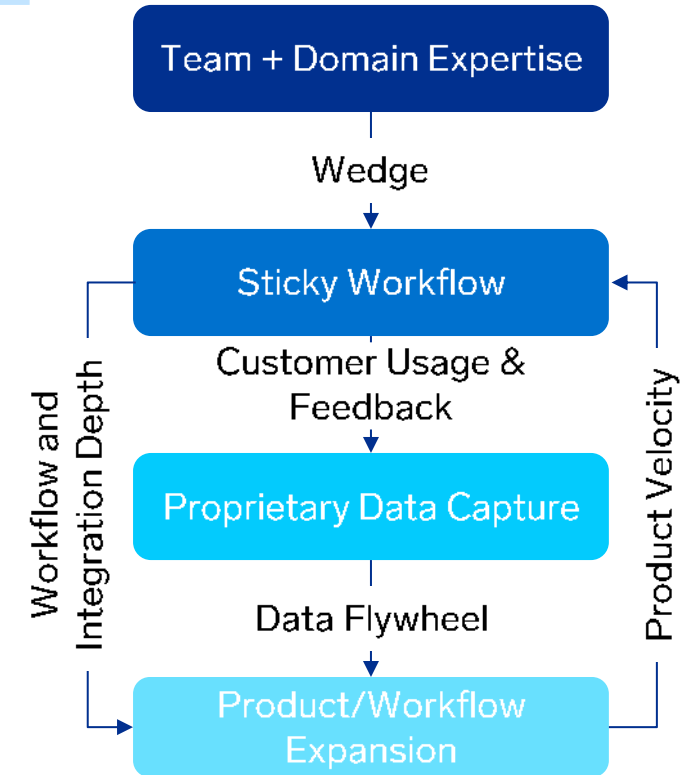 Team + Domain Expertise
Wedge
Sticky Workflow
Customer Usage &
Feedback
Workflow and
Integration Depth
Product Velocity
Proprietary Data Capture
Data Flywheel
Product/Workflow
Expansion